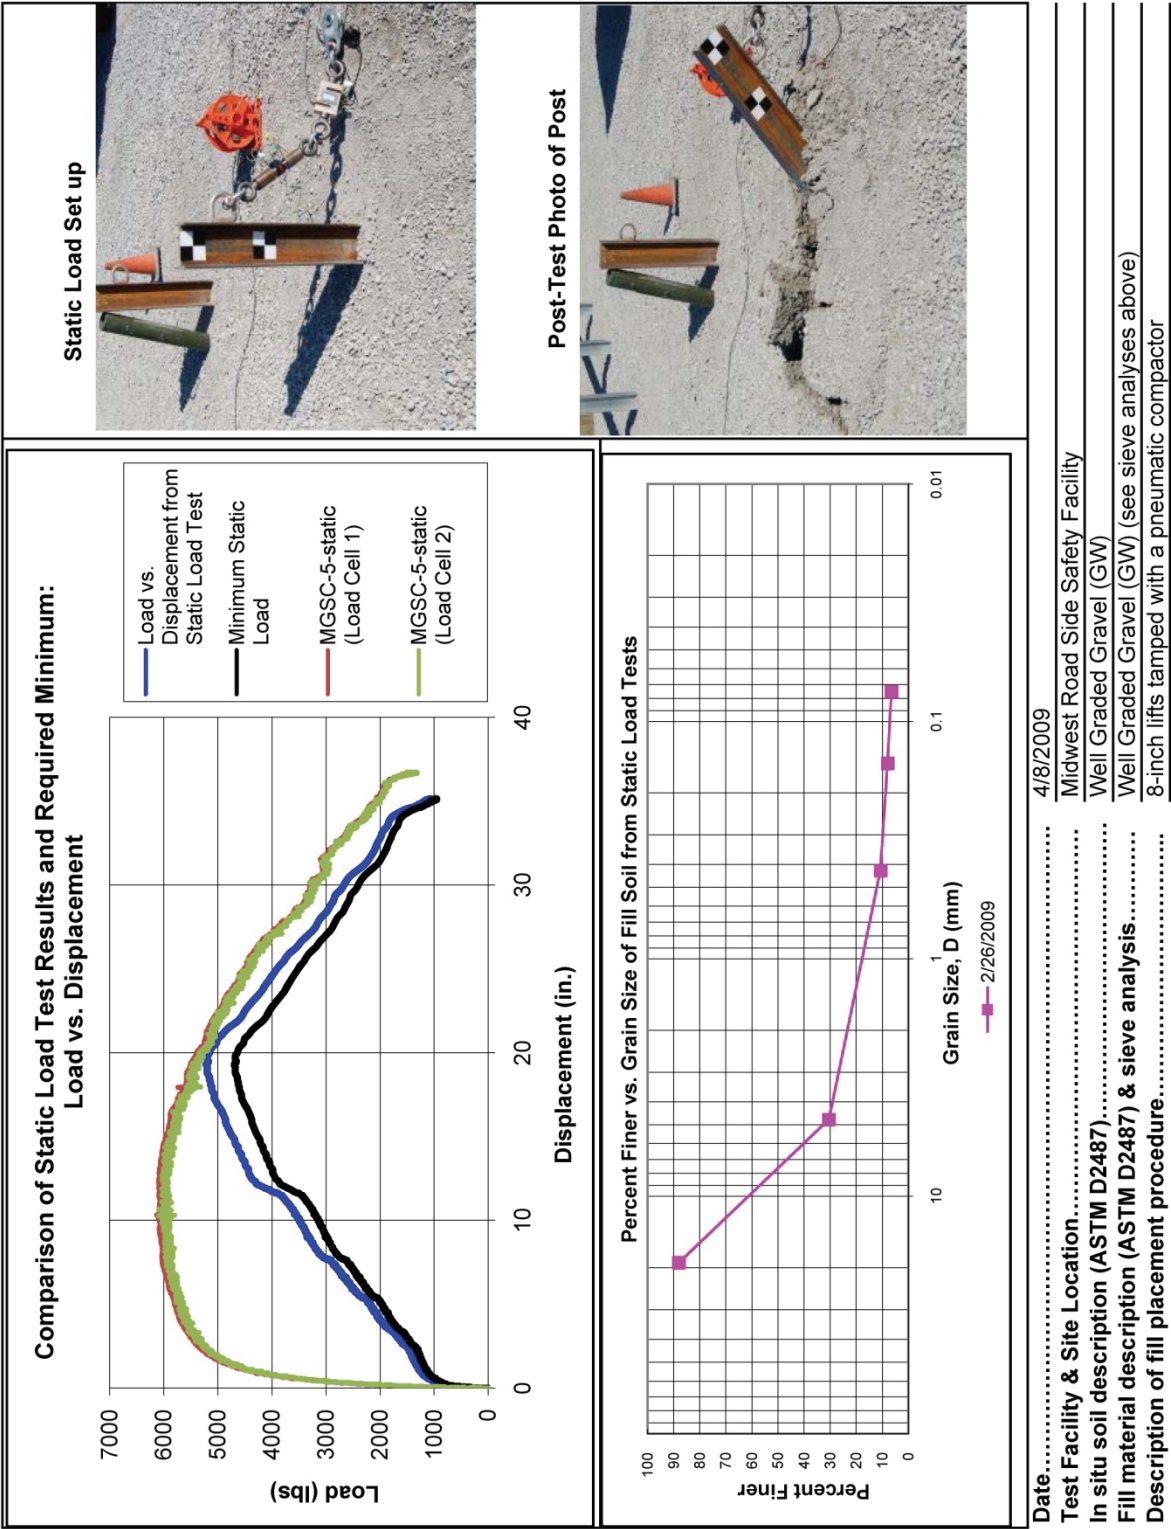 Comparison of Static Load Test Results and Required Minimum:
Load vs. Displacement
7000
6000
5000
4000
3000
2000
1000
0
Load (lbs)
0
10
20
30
40
Displacement (in.)
Load vs.
Displacement from
Static Load Test
Minimum Static
Load
MGSC-5-static
(Load Cell 1)
MGSC-5-static
(Load Cell 2)
Static Load Set up
Percent Finer vs. Grain Size of Fill Soil from Static Load Tests
100
90
80
70
60
50
40
30
20
10
0
Percent Finer
10
1
0.1
0.01
Grain Size, D (mm)
2/26/2009
Post-Test Photo of Post
Date.......................................................... 4/8/2009
Test Facility & Site Location.......................................... Midwest Road Side Safety Facility
In situ soil description (ASTM D2487).................................. Well Graded Gravel (GW)
Fill material description (ASTM D2487) & sieve analysis................ Well Graded Gravel (GW) (see sieve analyses above)
Description of fill placement procedure................................ 8-inch lifts tamped with a pneumatic compactor